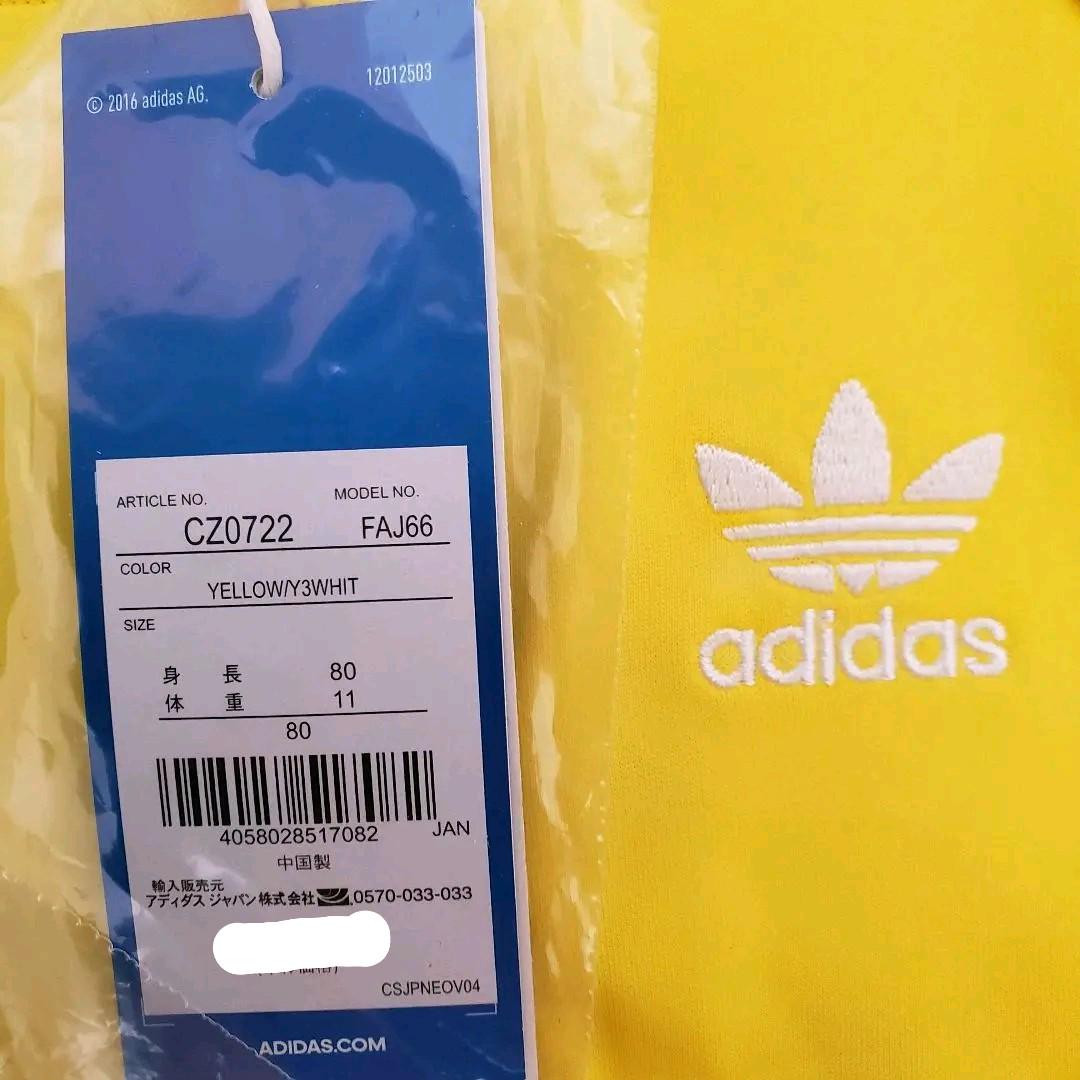 © 2016 adidas AG.
12012503
ARTICLE NO.
MODEL NO.
CZ0722
FAJ66
COLOR
YELLOW/Y3WHIT
SIZE
身 長 80
体 重 11
80
4058028517082 JAN
中国製
輸入販売元
アディダス ジャパン株式会社 0570-033-033
CSJPNEOV04
ADIDAS.COM
adidas